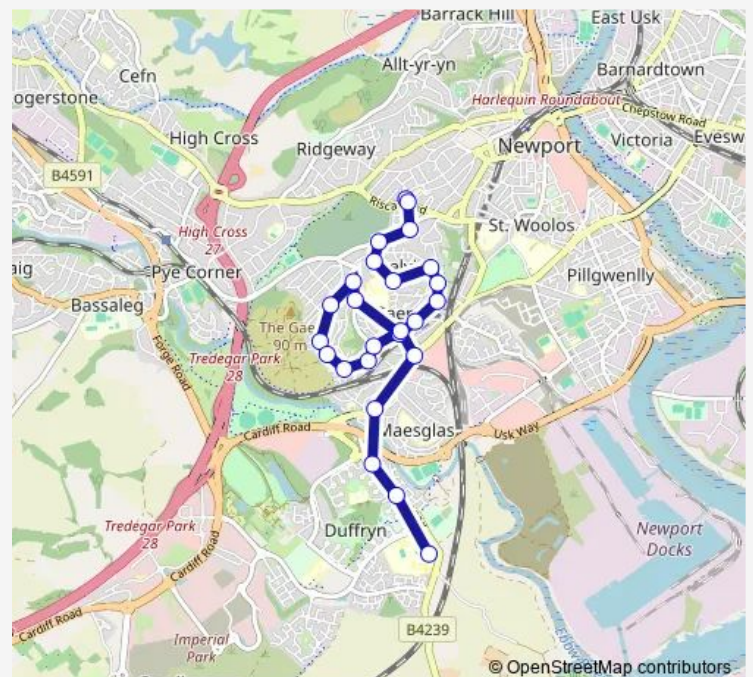 Barrack Hill
East Usk
Allt-yr-yn
Cefn
Barnardtown
ogerstone
Harlequin Roundabout
Chepstow Road
High Cross
Ridgeway
Newport
Victoria
Evesw
B4591
High Cross
27
St. Woolos
aig
Pye Corner
Pillgwenlly
Bassaleg
The Gae
90 m
Forge Road
Tredegar Park
28
Maesglas
Cardiff Road
Usk Way
Tredegar Park
28
Duffryn
Newport
Docks
Cardiff Road
Cardiff Road
Imperial
Park
B4239
© OpenStreetMap contributors